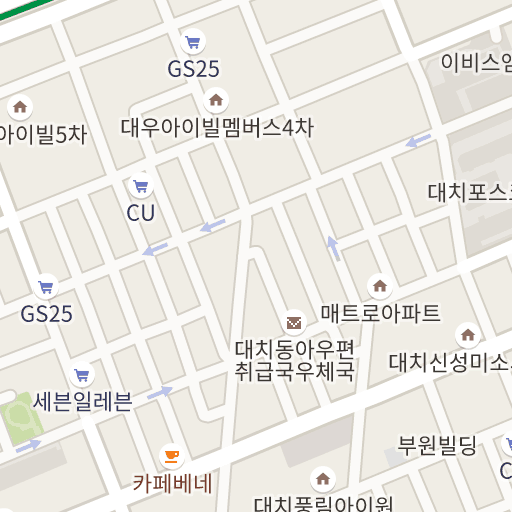 이비스앰
GS25
아이빌5차
대우아이빌멤버스4차
CU
대치포스
GS25
매트로아파트
대치동아우편
취급국우체국
대치신성미소
세븐일레븐
부원빌딩
C
카페베네
대치풍림아이원